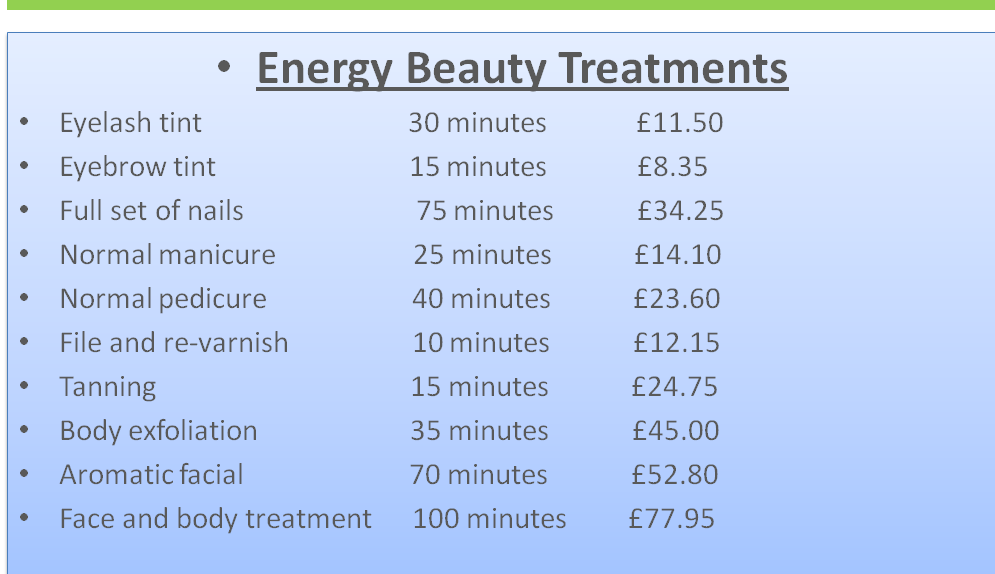 • Energy Beauty Treatments
• Eyelash tint 30 minutes £11.50
• Eyebrow tint 15 minutes £8.35
• Full set of nails 75 minutes £34.25
• Normal manicure 25 minutes £14.10
• Normal pedicure 40 minutes £23.60
• File and re-varnish 10 minutes £12.15
• Tanning 15 minutes £24.75
• Body exfoliation 35 minutes £45.00
• Aromatic facial 70 minutes £52.80
• Face and body treatment 100 minutes £77.95